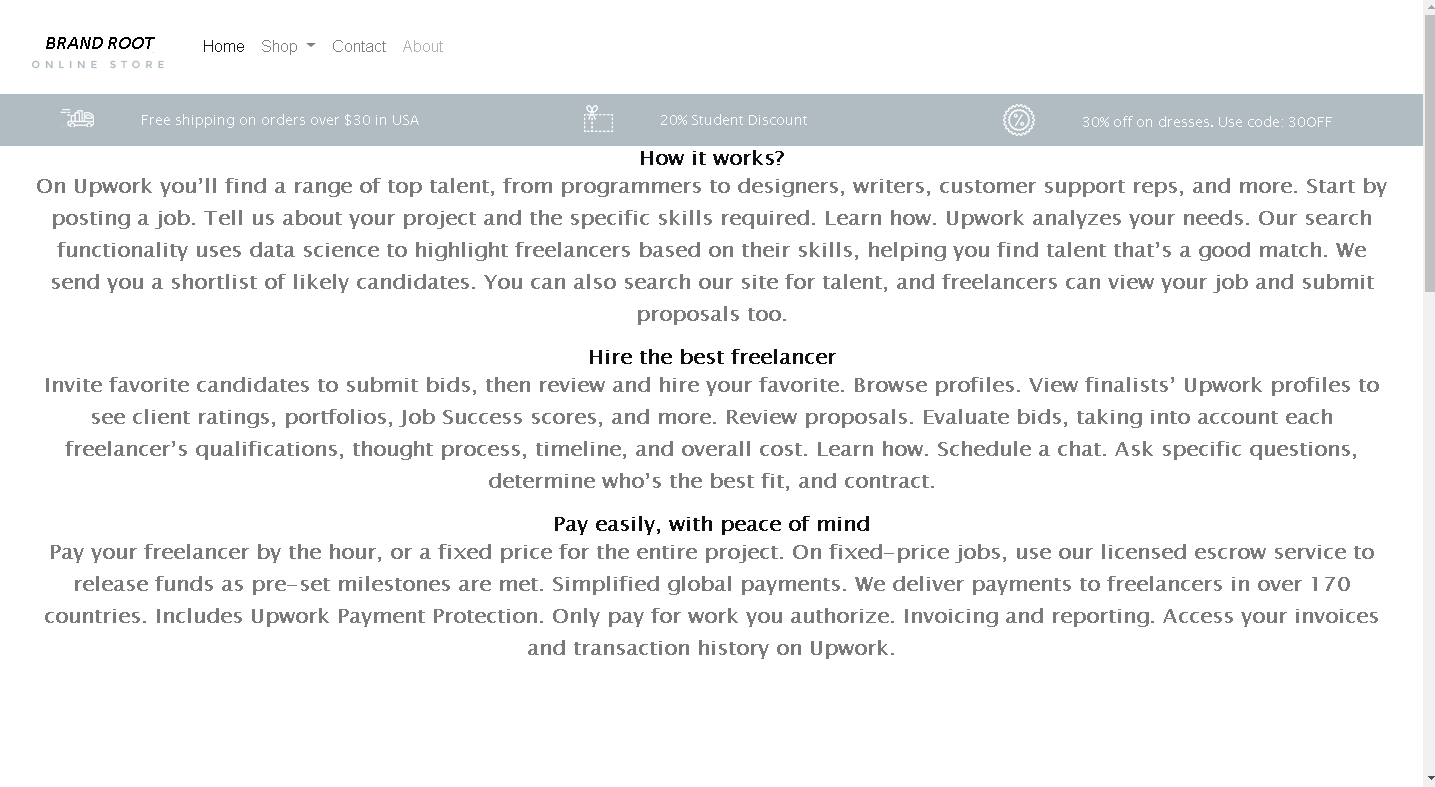 BRAND ROOT
ONLINE STORE
Home Shop Contact About
Free shipping on orders over $30 in USA
20% Student Discount
30% off on dresses. Use code: 30OFF
How it works?
On Upwork you’ll find a range of top talent, from programmers to designers, writers, customer support reps, and more. Start by
posting a job. Tell us about your project and the specific skills required. Learn how. Upwork analyzes your needs. Our search
functionality uses data science to highlight freelancers based on their skills, helping you find talent that’s a good match. We
send you a shortlist of likely candidates. You can also search our site for talent, and freelancers can view your job and submit
proposals too.
Hire the best freelancer
Invite favorite candidates to submit bids, then review and hire your favorite. Browse profiles. View finalists’ Upwork profiles to
see client ratings, portfolios, Job Success scores, and more. Review proposals. Evaluate bids, taking into account each
freelancer’s qualifications, thought process, timeline, and overall cost. Learn how. Schedule a chat. Ask specific questions,
determine who’s the best fit, and contract.
Pay easily, with peace of mind
Pay your freelancer by the hour, or a fixed price for the entire project. On fixed-price jobs, use our licensed escrow service to
release funds as pre-set milestones are met. Simplified global payments. We deliver payments to freelancers in over 170
countries. Includes Upwork Payment Protection. Only pay for work you authorize. Invoicing and reporting. Access your invoices
and transaction history on Upwork.